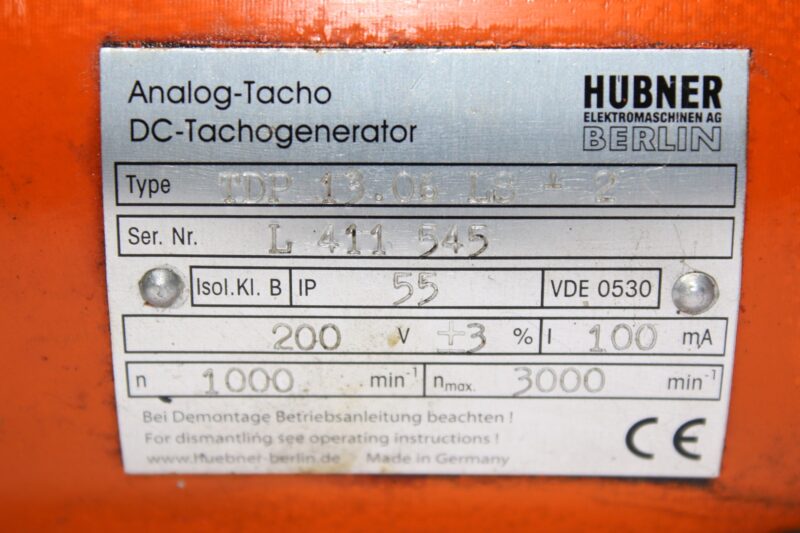 Analog-Tacho
DC-Tachogenerator
HÜBNER
ELEKTROMASCHINEN AG
BERLIN
Type TDP 13.06 LS - 2
Ser. Nr. L 411 545
Isol.Kl. B IP 55 VDE 0530
200 V ±3 % I 100 mA
n 1000 min⁻¹ nmax. 3000 min⁻¹
Bei Demontage Betriebsanleitung beachten !
For dismantling see operating instructions !
www.Huebner-berlin.de Made in Germany
CE